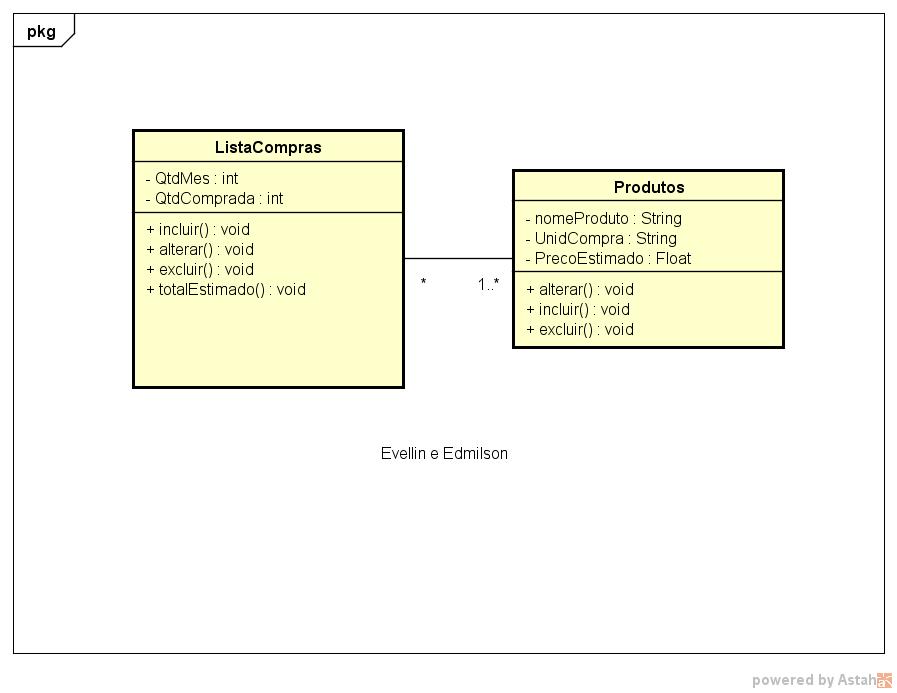 pkg
ListaCompras
- QtdMes : int
- QtdComprada : int
+ incluir() : void
+ alterar() : void
+ excluir() : void
+ totalEstimado() : void
Produtos
- nomeProduto : String
- UnidCompra : String
- PrecoEstimado : Float
+ alterar() : void
+ incluir() : void
+ excluir() : void
*
1..*
Evellin e Edmilson
powered by Astah